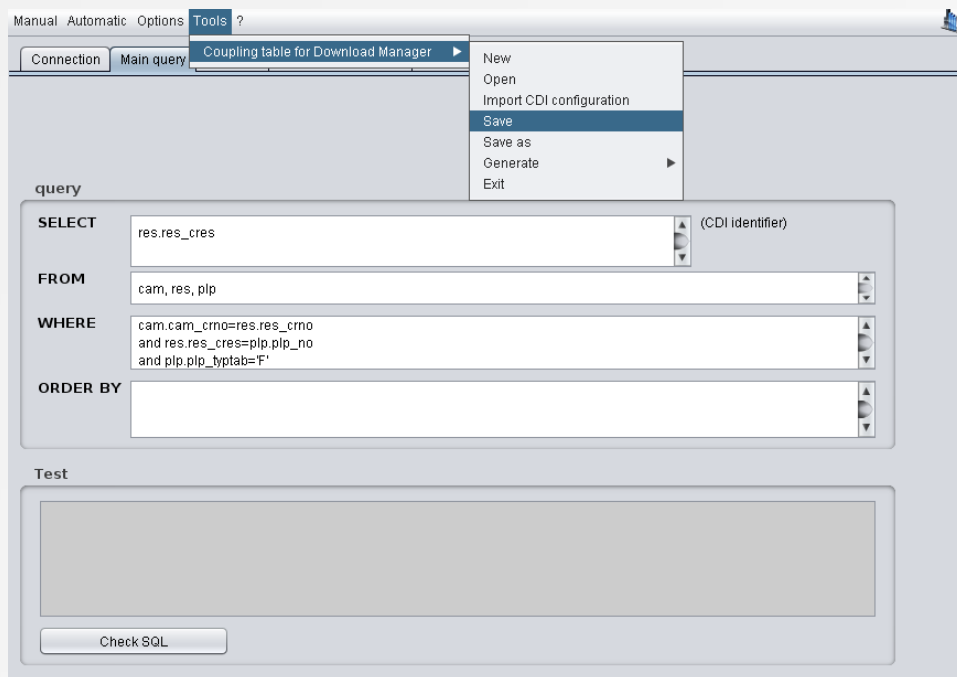 Manual Automatic Options Tools ?
Coupling table for Download Manager
Connection Main query
New
Open
Import CDI configuration
Save
Save as
Generate
Exit
query
SELECT res.res_cres (CDI identifier)
FROM cam, res, plp
WHERE cam.cam_crno=res.res_crno
and res.res_cres=plp.plp_no
and plp.plp_typtab='F'
ORDER BY
Test
Check SQL